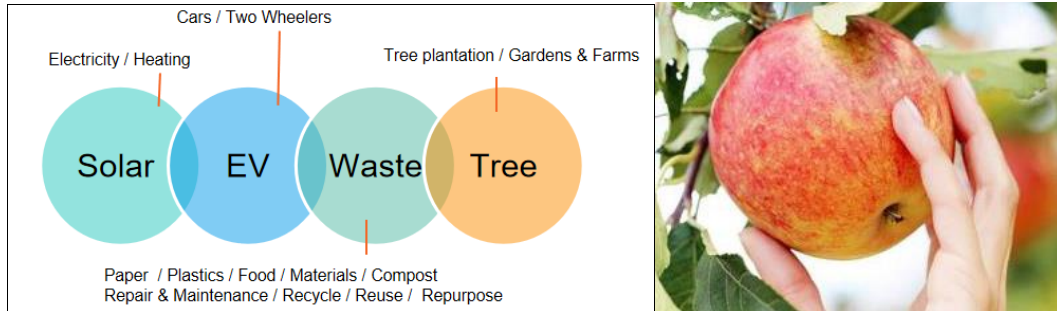 Cars / Two Wheelers
Electricity / Heating
Tree plantation / Gardens & Farms
Solar
EV
Waste
Tree
Paper / Plastics / Food / Materials / Compost
Repair & Maintenance / Recycle / Reuse / Repurpose